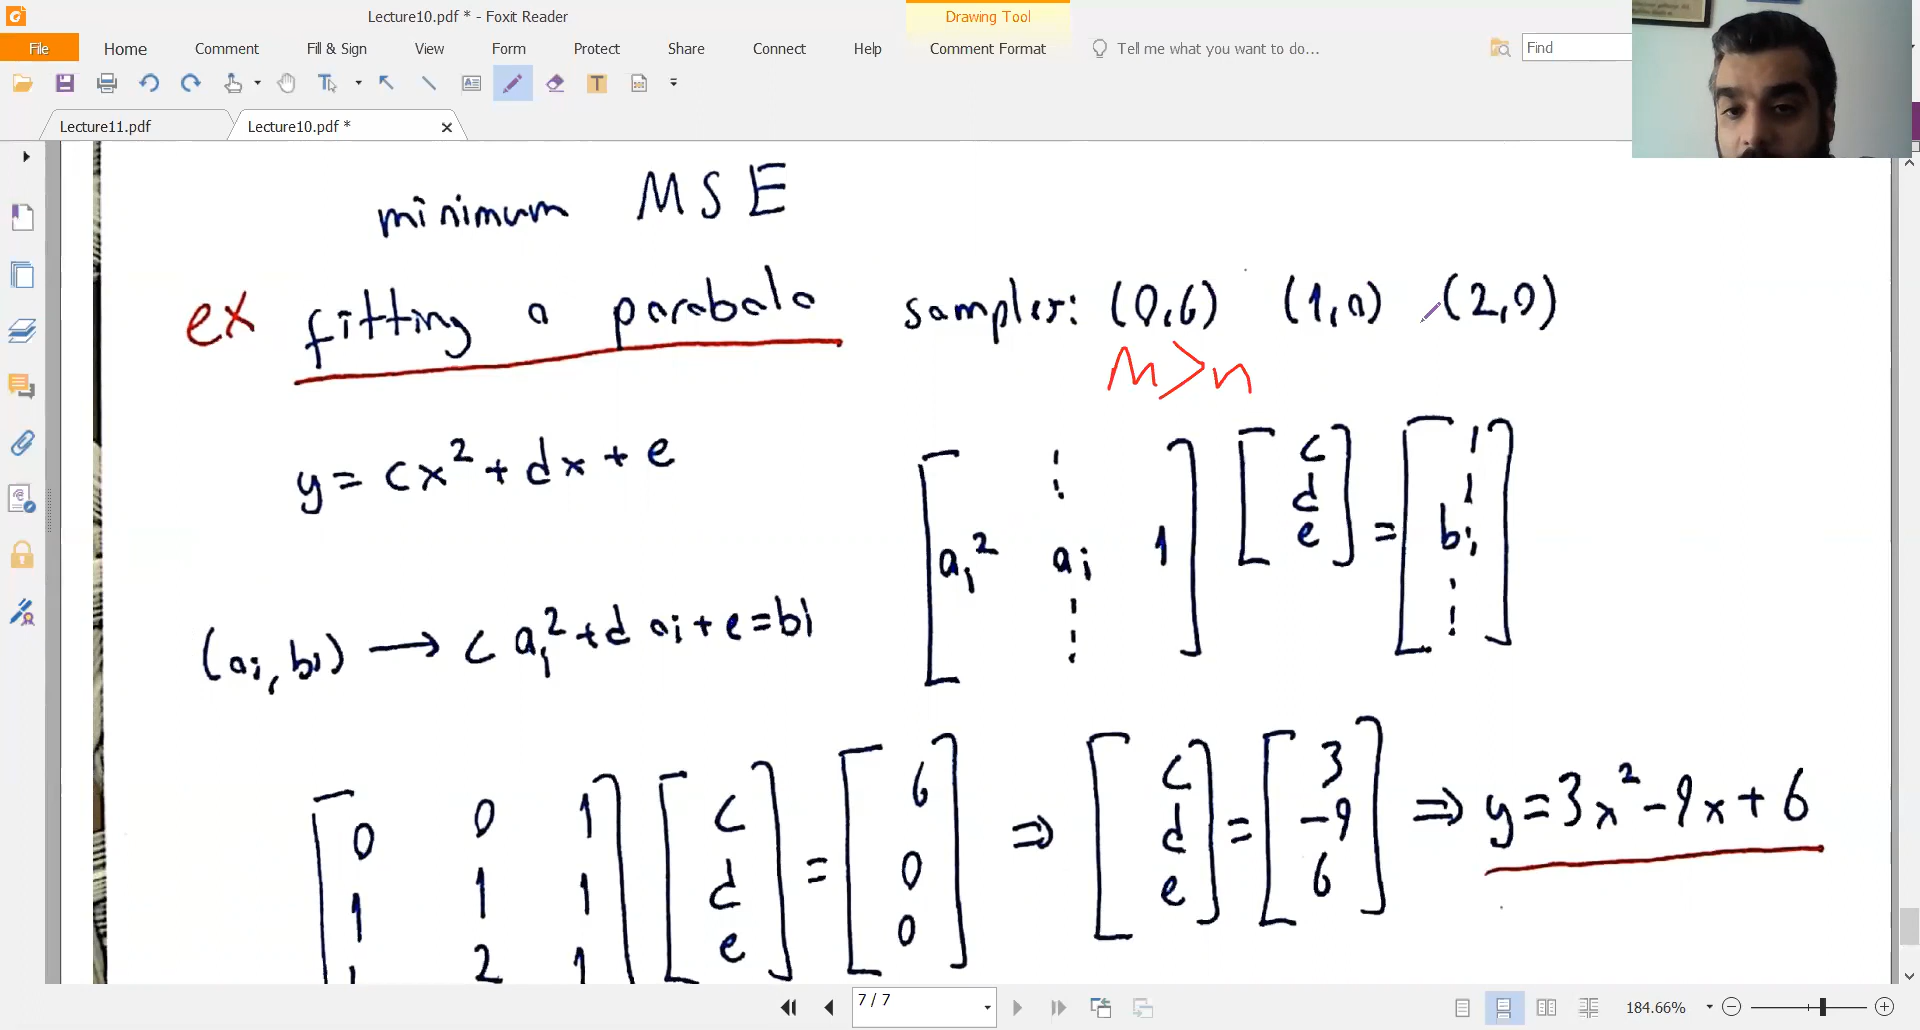 Lecture10.pdf * - Foxit Reader
Drawing Tool
File Home Comment Fill & Sign View Form Protect Share Connect Help Comment Format Tell me what you want to do... Find
Lecture11.pdf Lecture10.pdf *
minimum MSE
ex fitting a parabola samples: (0,6) (1,0) (2,0)
M>n
y = cx² + dx + e
[ ⋮ ai² ai 1 ⋮ ] [ c d e ] = [ ⋮ bi ⋮ ]
(ai, bi) → c ai² + d ai + e = bi
[ 0 0 1
1 1 1
2 1 ] [ c d e ] = [ 6 0 0 ] ⇒ [ c d e ] = [ 3 -9 6 ] ⇒ y = 3x² - 9x + 6
7 / 7
184.66%